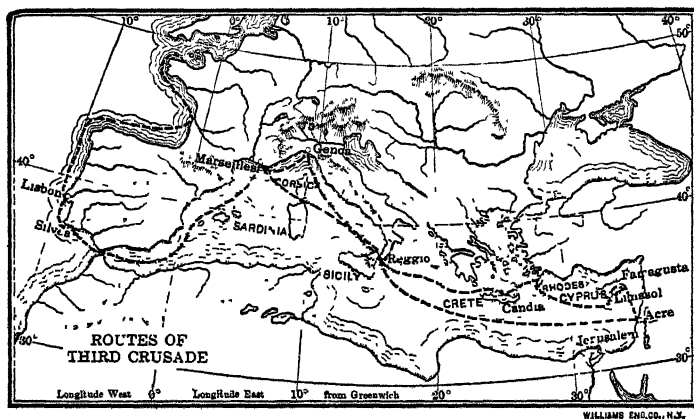 10° 0° 10° 20° 30° 40°
50°
40°
Marseilles
Genoa
CORSICA
Lisbon
40°
Silves
SARDINIA
Reggio
SICILY
RHODES
Famagusta
CRETE
CYPRUS
Candia
Limasol
Acre
Jerusalem
30°
ROUTES OF
THIRD CRUSADE
30°
Longitude West 0° Longitude East 10° from Greenwich 20° 30°
WILLIAMS ENG. CO., N.Y.